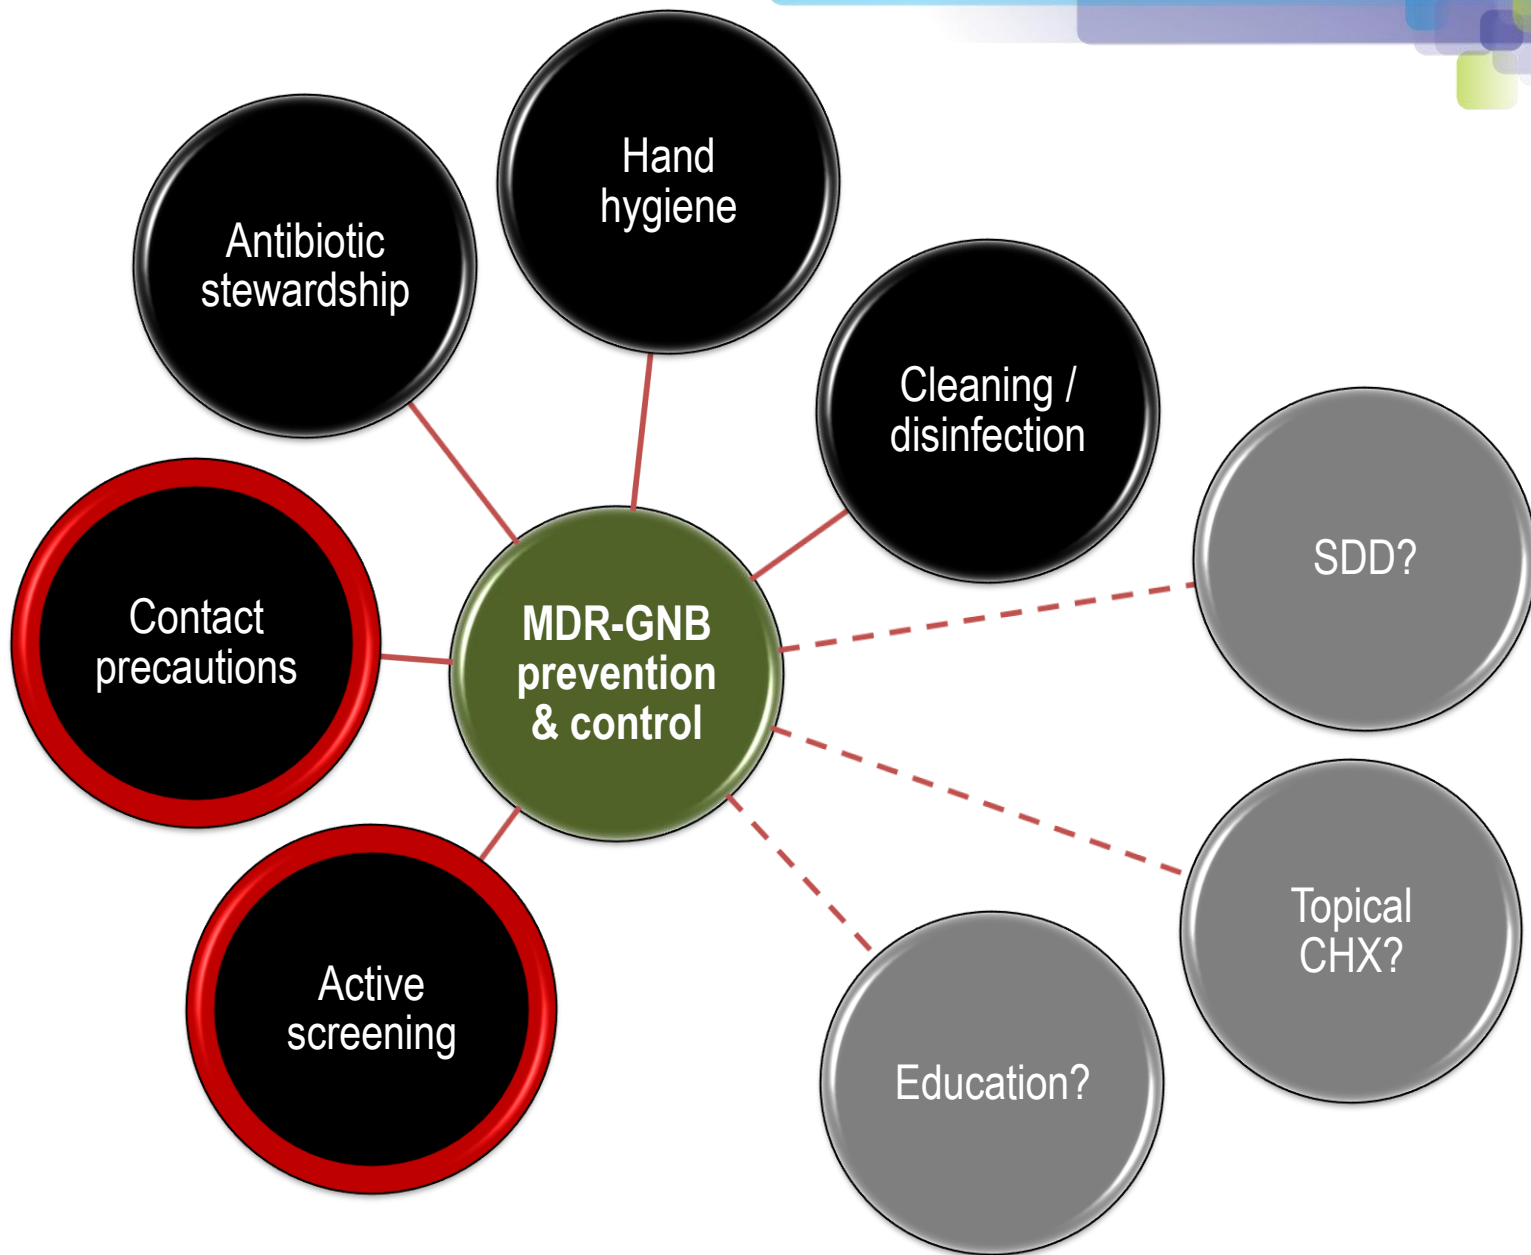 Hand
hygiene
Antibiotic
stewardship
Cleaning /
disinfection
SDD?
Contact
precautions
MDR-GNB
prevention
& control
Topical
CHX?
Active
screening
Education?